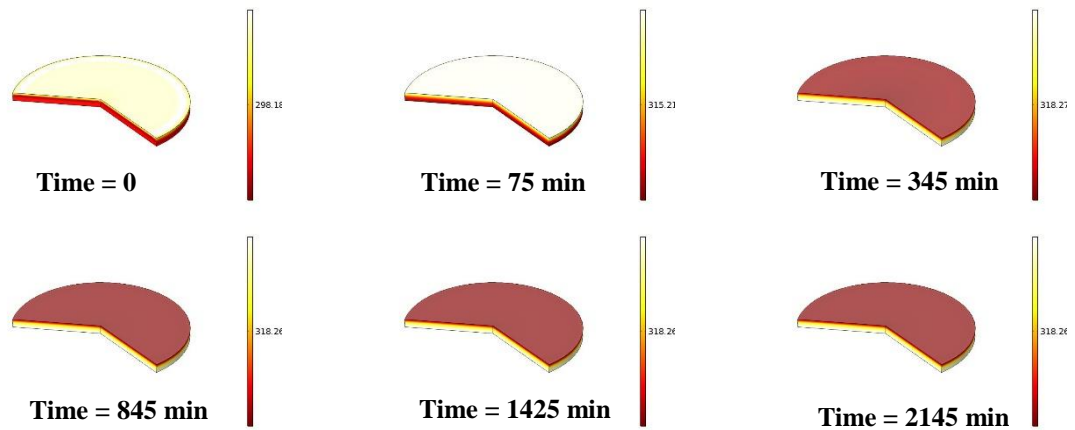 298.18
315.21
318.27
Time = 0
Time = 75 min
Time = 345 min
318.26
318.26
318.26
Time = 845 min
Time = 1425 min
Time = 2145 min